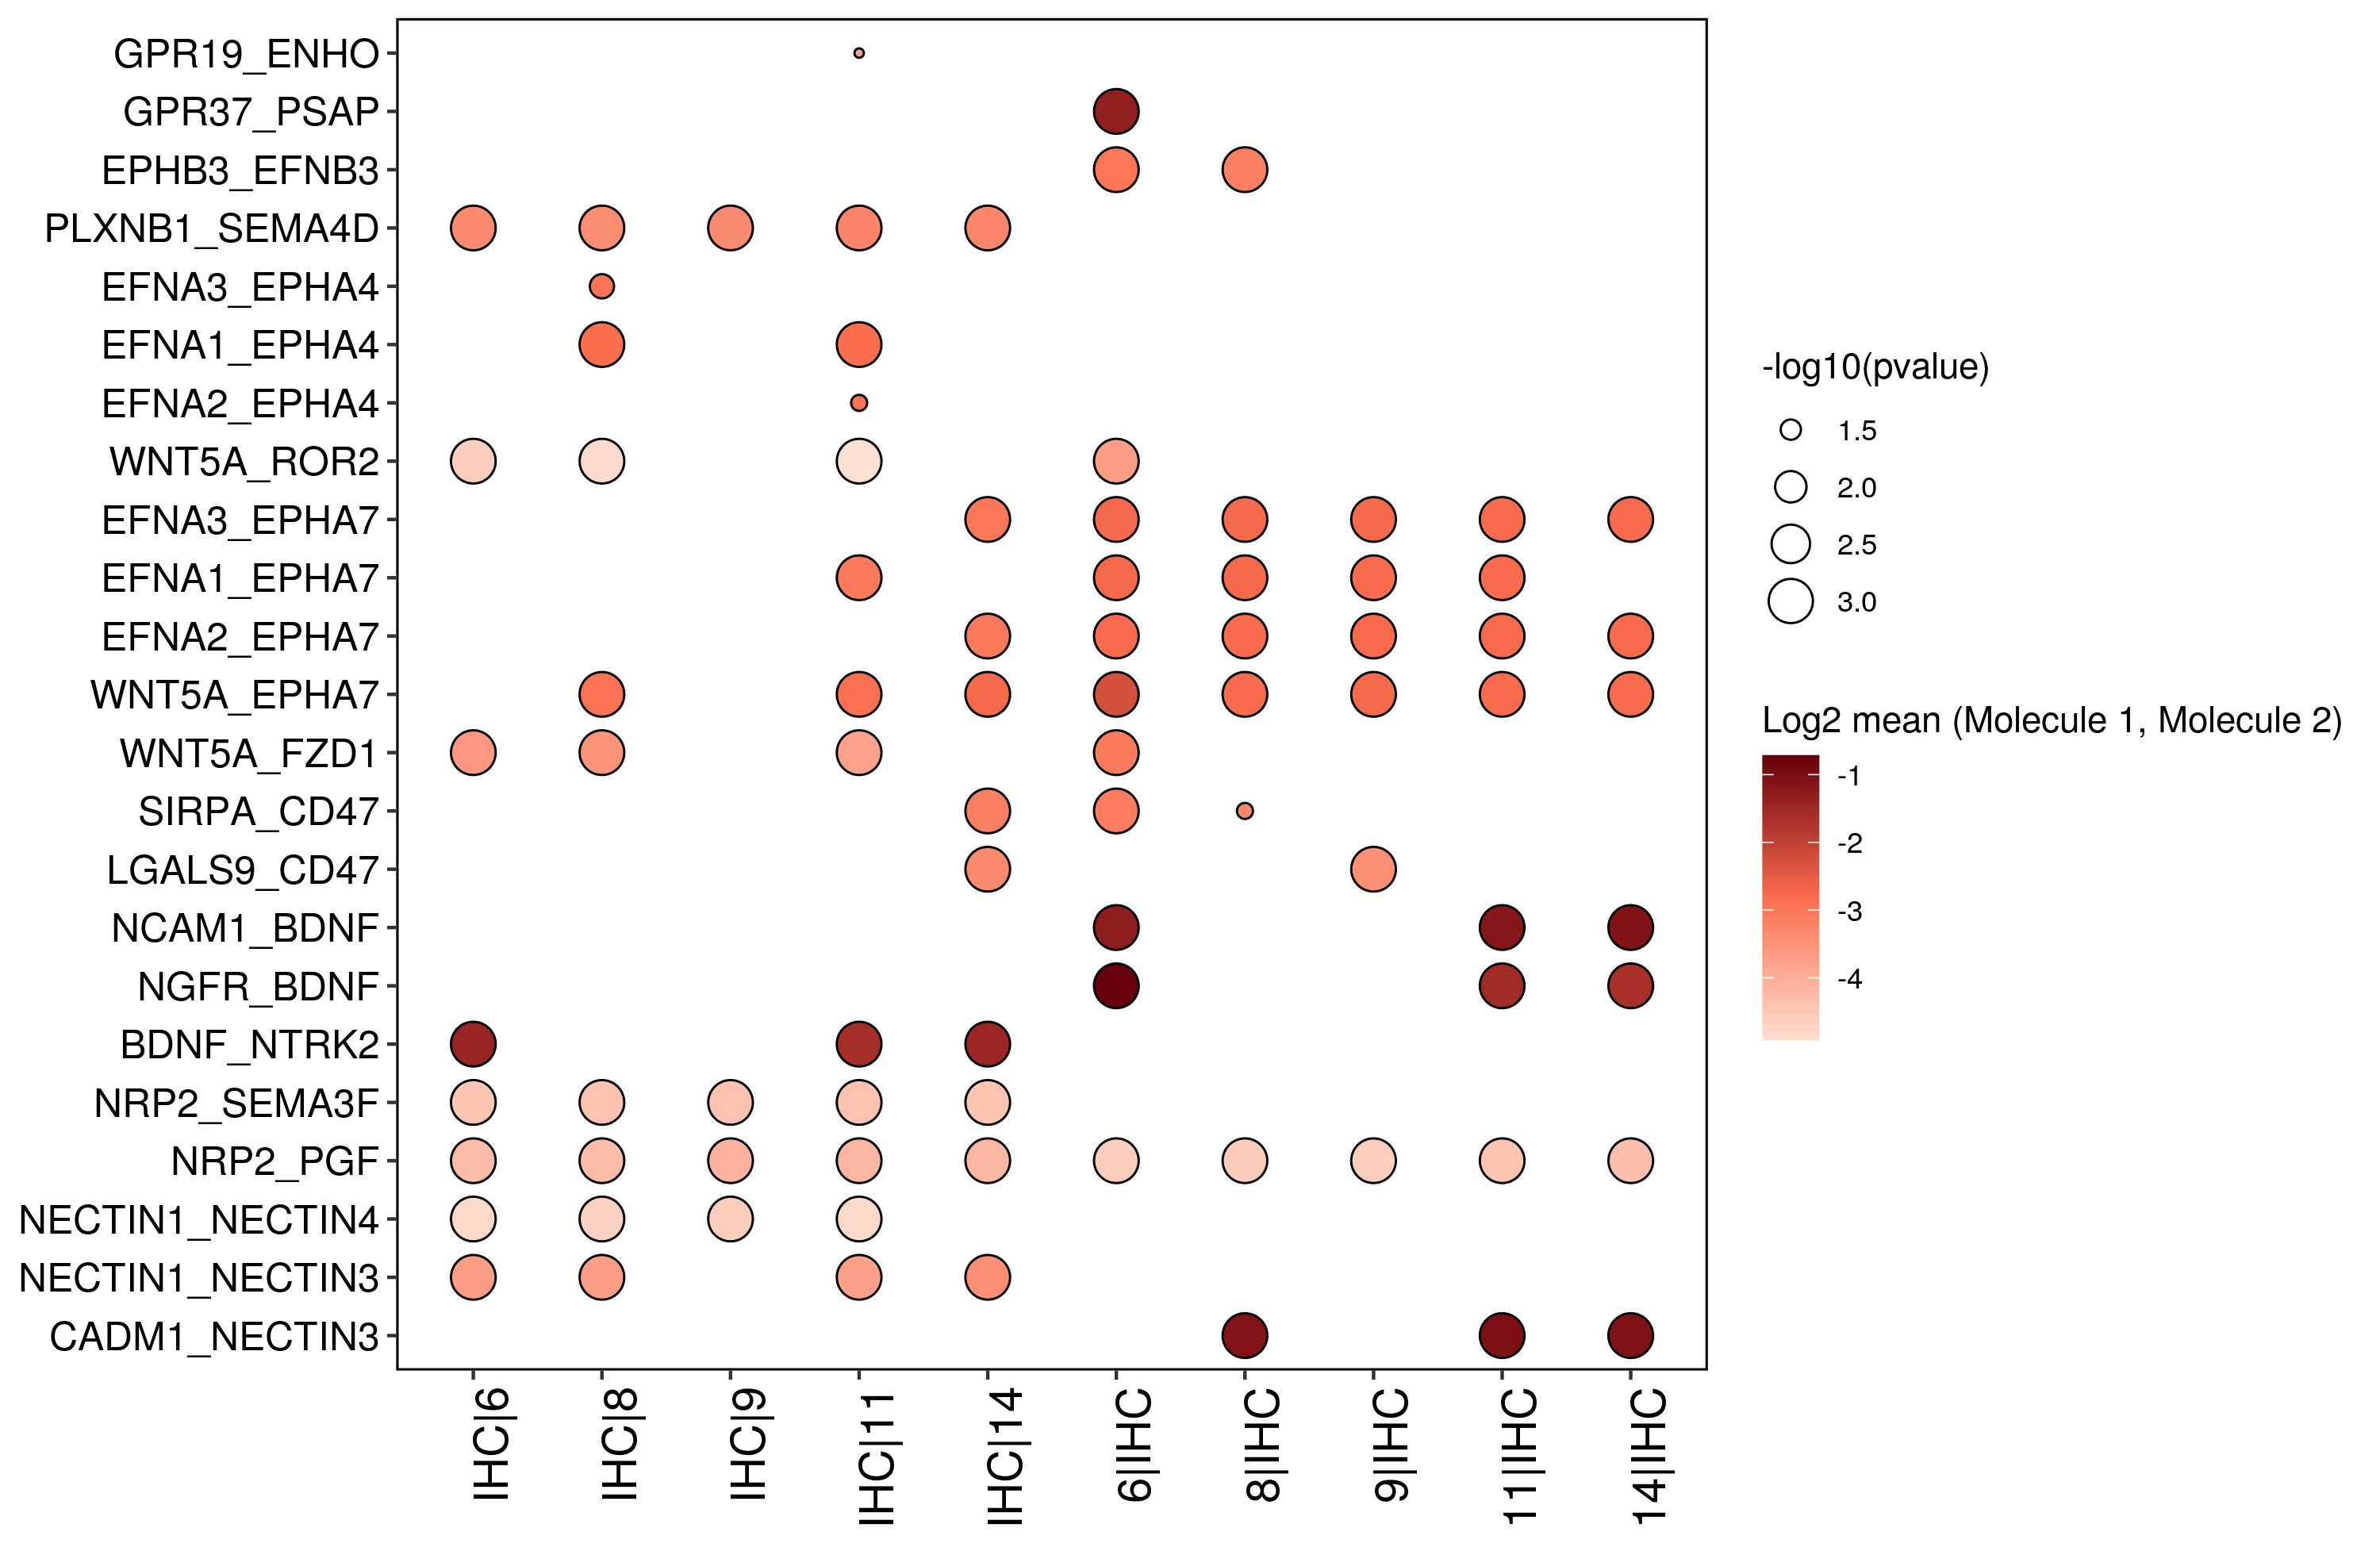 GPR19_ENHO
GPR37_PSAP
EPHB3_EFNB3
PLXNB1_SEMA4D
EFNA3_EPHA4
EFNA1_EPHA4
EFNA2_EPHA4
WNT5A_ROR2
EFNA3_EPHA7
EFNA1_EPHA7
EFNA2_EPHA7
WNT5A_EPHA7
WNT5A_FZD1
SIRPA_CD47
LGALS9_CD47
NCAM1_BDNF
NGFR_BDNF
BDNF_NTRK2
NRP2_SEMA3F
NRP2_PGF
NECTIN1_NECTIN4
NECTIN1_NECTIN3
CADM1_NECTIN3
IHC|6
IHC|8
IHC|9
IHC|11
IHC|14
6|IHC
8|IHC
9|IHC
11|IHC
14|IHC
-log10(pvalue)
1.5
2.0
2.5
3.0
Log2 mean (Molecule 1, Molecule 2)
-1
-2
-3
-4